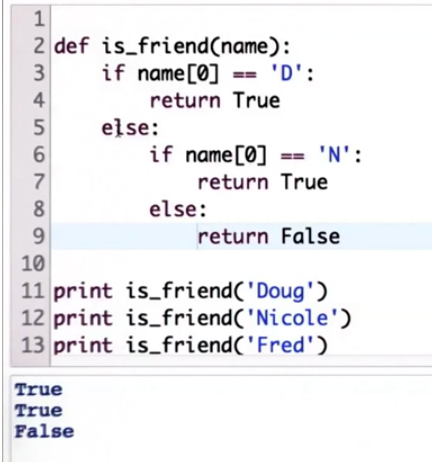 1
2 def is_friend(name):
3     if name[0] == 'D':
4         return True
5     else:
6         if name[0] == 'N':
7             return True
8         else:
9             return False
10
11 print is_friend('Doug')
12 print is_friend('Nicole')
13 print is_friend('Fred')
True
True
False